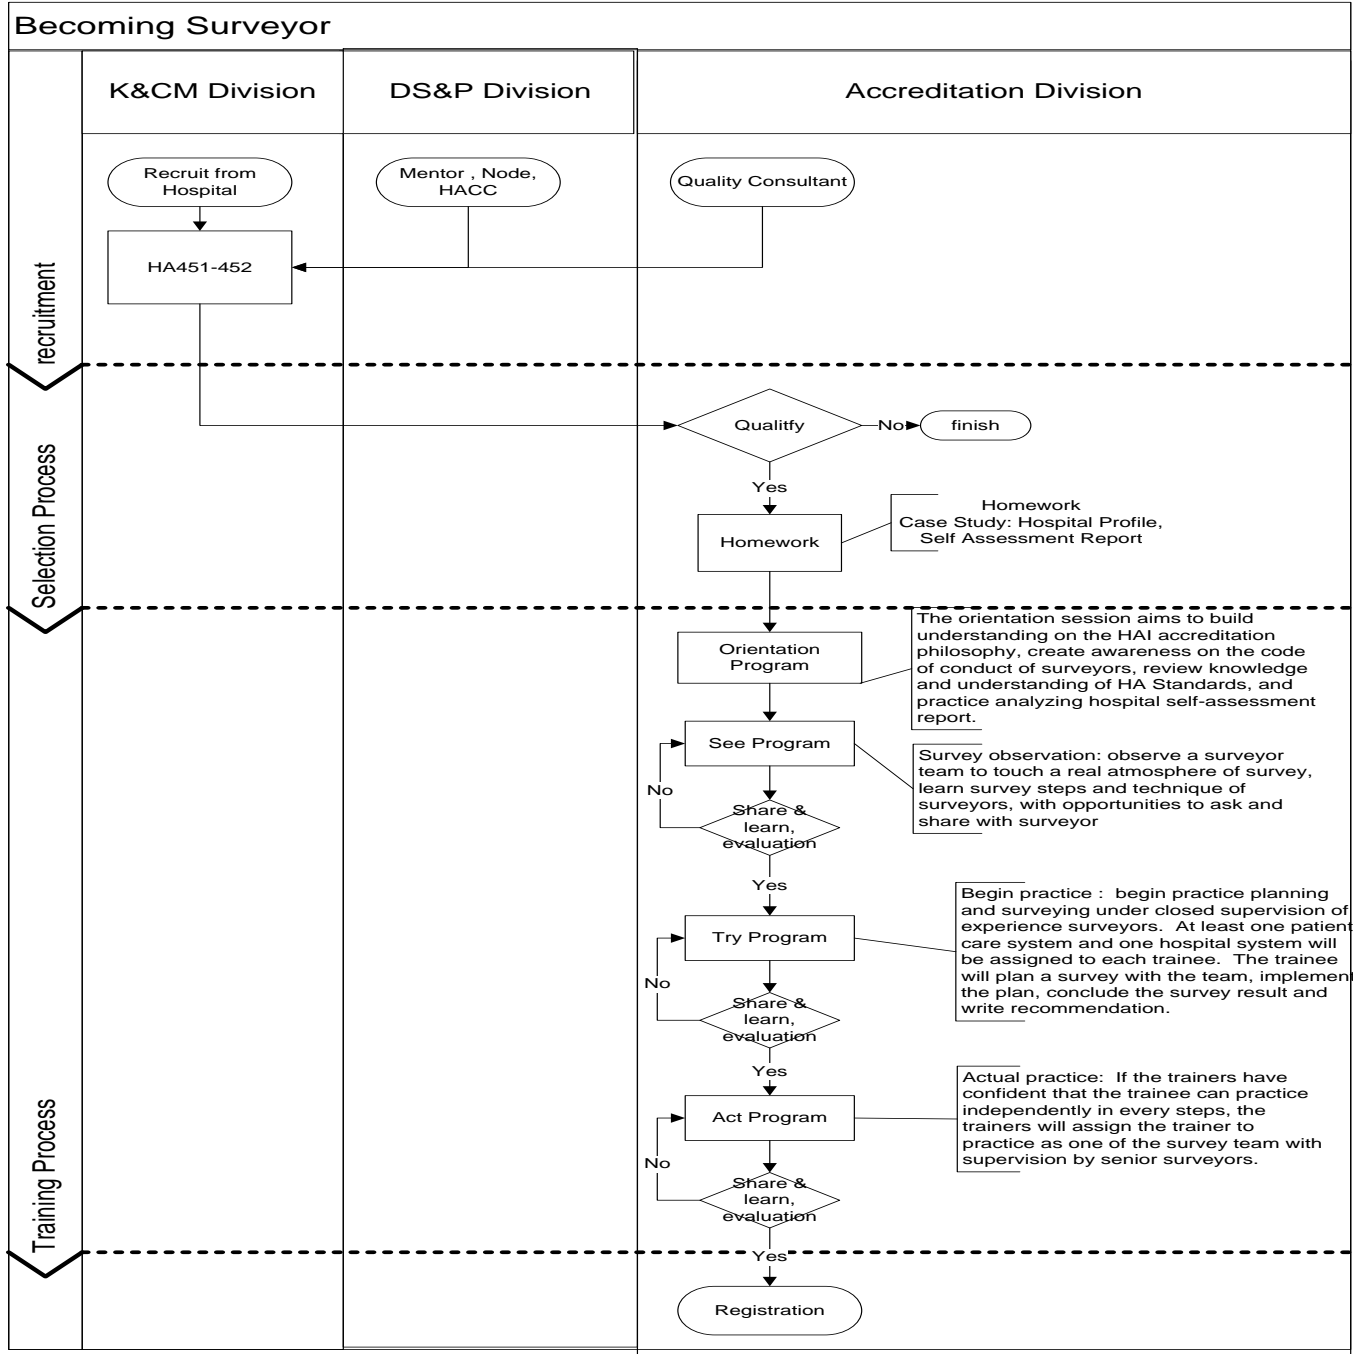 Becoming Surveyor
K&CM Division
DS&P Division
Accreditation Division
recruitment
Recruit from
Hospital
Mentor , Node,
HACC
Quality Consultant
HA451-452
Selection Process
Qualitfy
No
finish
Yes
Homework
Homework
Case Study: Hospital Profile,
Self Assessment Report
Training Process
Orientation
Program
The orientation session aims to build
understanding on the HAI accreditation
philosophy, create awareness on the code
of conduct of surveyors, review knowledge
and understanding of HA Standards, and
practice analyzing hospital self-assessment
report.
See Program
Survey observation: observe a surveyor
team to touch a real atmosphere of survey,
learn survey steps and technique of
surveyors, with opportunities to ask and
share with surveyor
No
Share &
learn,
evaluation
Yes
Try Program
Begin practice :  begin practice planning
and surveying under closed supervision of
experience surveyors.  At least one patient
care system and one hospital system will
be assigned to each trainee.  The trainee
will plan a survey with the team, implement
the plan, conclude the survey result and
write recommendation.
No
Share &
learn,
evaluation
Yes
Act Program
Actual practice:  If the trainers have
confident that the trainee can practice
independently in every steps, the
trainers will assign the trainer to
practice as one of the survey team with
supervision by senior surveyors.
No
Share &
learn,
evaluation
Yes
Registration